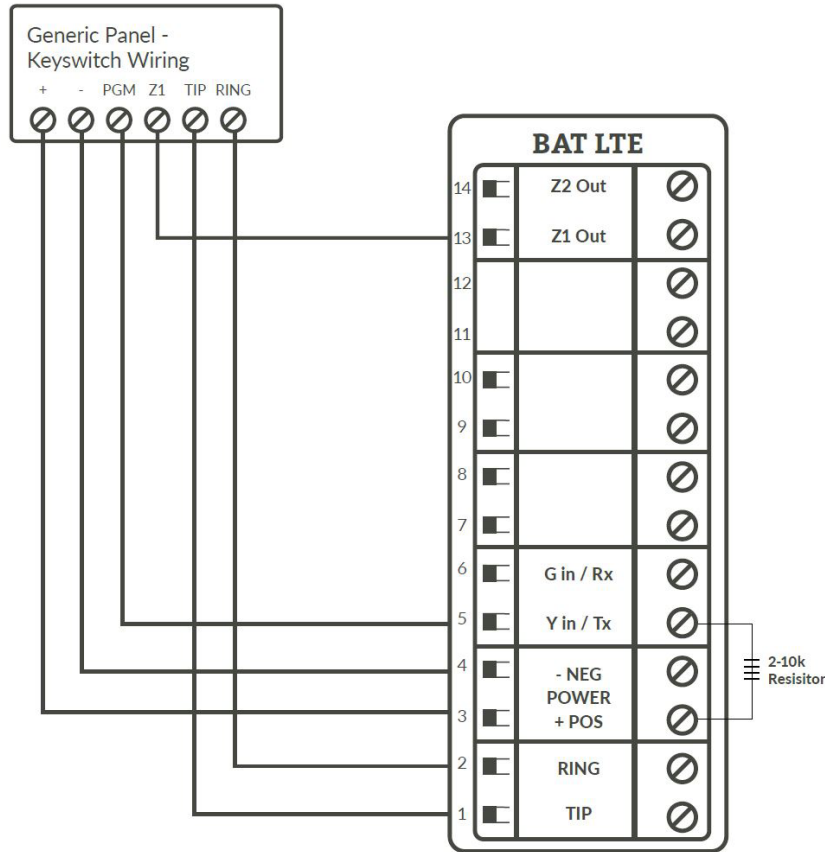 Generic Panel -
Keyswitch Wiring
+ - PGM Z1 TIP RING
BAT LTE
14 Z2 Out
13 Z1 Out
12
11
10
9
8
7
6 G in / Rx
5 Y in / Tx
4 - NEG
POWER
3 + POS
2 RING
1 TIP
2-10k
Resisitor